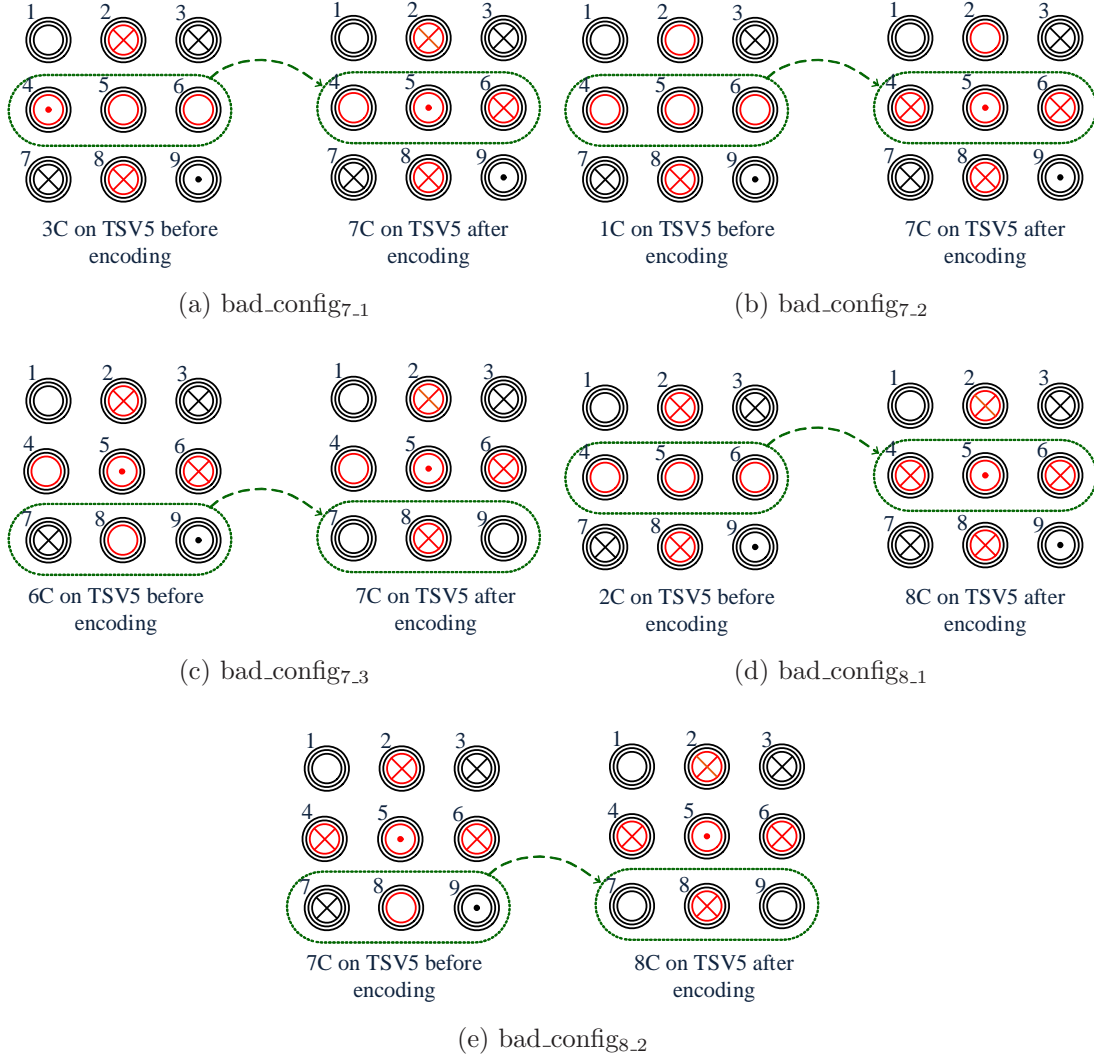 1 2 3
4 5 6
7 8 9
3C on TSV5 before
encoding
1 2 3
4 5 6
7 8 9
7C on TSV5 after
encoding
(a) bad_config7_1
1 2 3
4 5 6
7 8 9
1C on TSV5 before
encoding
1 2 3
4 5 6
7 8 9
7C on TSV5 after
encoding
(b) bad_config7_2
1 2 3
4 5 6
7 8 9
6C on TSV5 before
encoding
1 2 3
4 5 6
7 8 9
7C on TSV5 after
encoding
(c) bad_config7_3
1 2 3
4 5 6
7 8 9
2C on TSV5 before
encoding
1 2 3
4 5 6
7 8 9
8C on TSV5 after
encoding
(d) bad_config8_1
1 2 3
4 5 6
7 8 9
7C on TSV5 before
encoding
1 2 3
4 5 6
7 8 9
8C on TSV5 after
encoding
(e) bad_config8_2